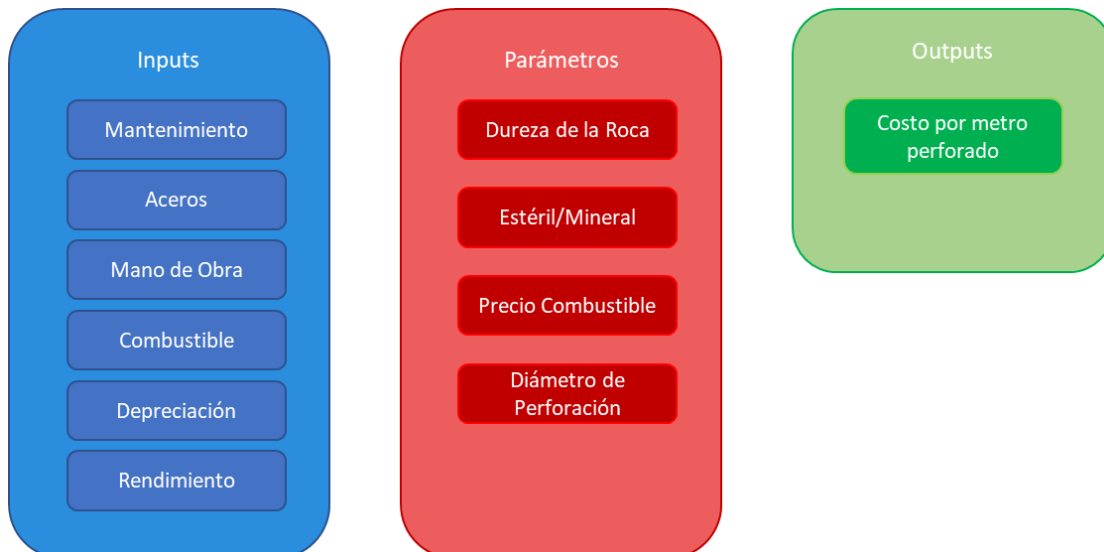 Inputs
Mantenimiento
Aceros
Mano de Obra
Combustible
Depreciación
Rendimiento
Parámetros
Dureza de la Roca
Estéril/Mineral
Precio Combustible
Diámetro de
Perforación
Outputs
Costo por metro
perforado